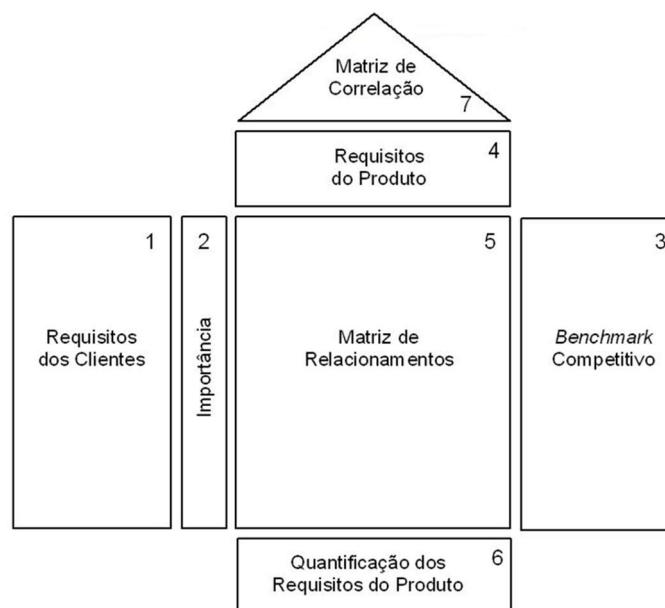 Matriz de
Correlação
7
4
Requisitos
do Produto
1
Requisitos
dos Clientes
2
Importância
5
Matriz de
Relacionamentos
3
Benchmark
Competitivo
6
Quantificação dos
Requisitos do Produto